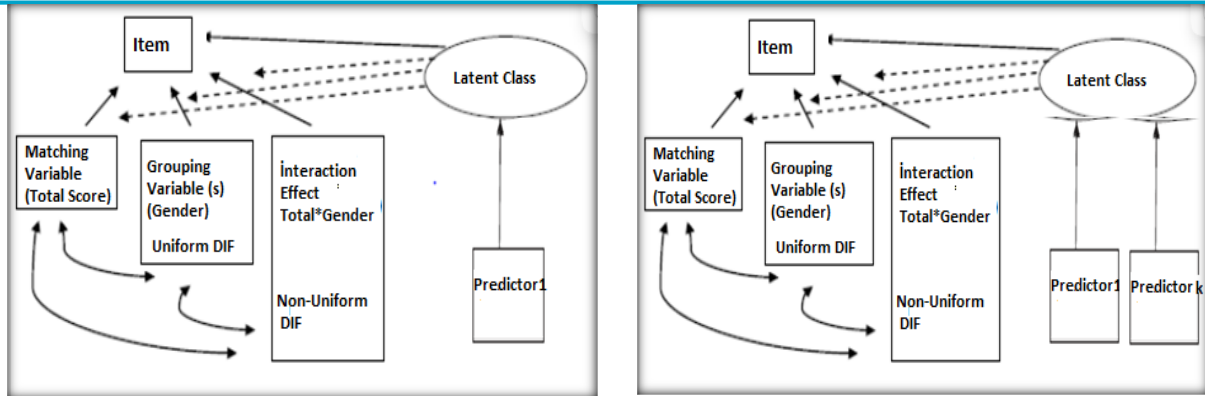 Item
Latent Class
Matching
Variable
(Total Score)
Grouping
Variable (s)
(Gender)
Uniform DIF
İnteraction
Effect :
Total*Gender
Non-Uniform
DIF
Predictor1
Item
Latent Class
Matching
Variable
(Total Score)
Grouping
Variable (s)
(Gender)
Uniform DIF
İnteraction
Effect :
Total*Gender
Non-Uniform
DIF
Predictor1
Predictor k